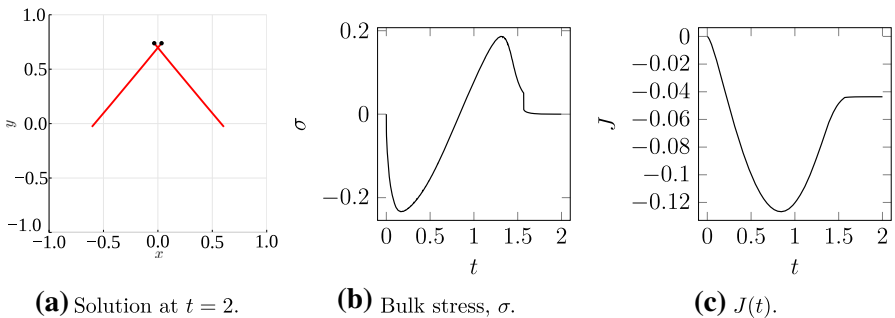 1.0
0.5
0.0
−0.5
−1.0
y
−1.0 −0.5 0.0 0.5 1.0
x
(a) Solution at t = 2.
0.2
0
−0.2
σ
0 0.5 1 1.5 2
t
(b) Bulk stress, σ.
0
−0.02
−0.04
−0.06
−0.08
−0.1
−0.12
J
0 0.5 1 1.5 2
t
(c) J(t).